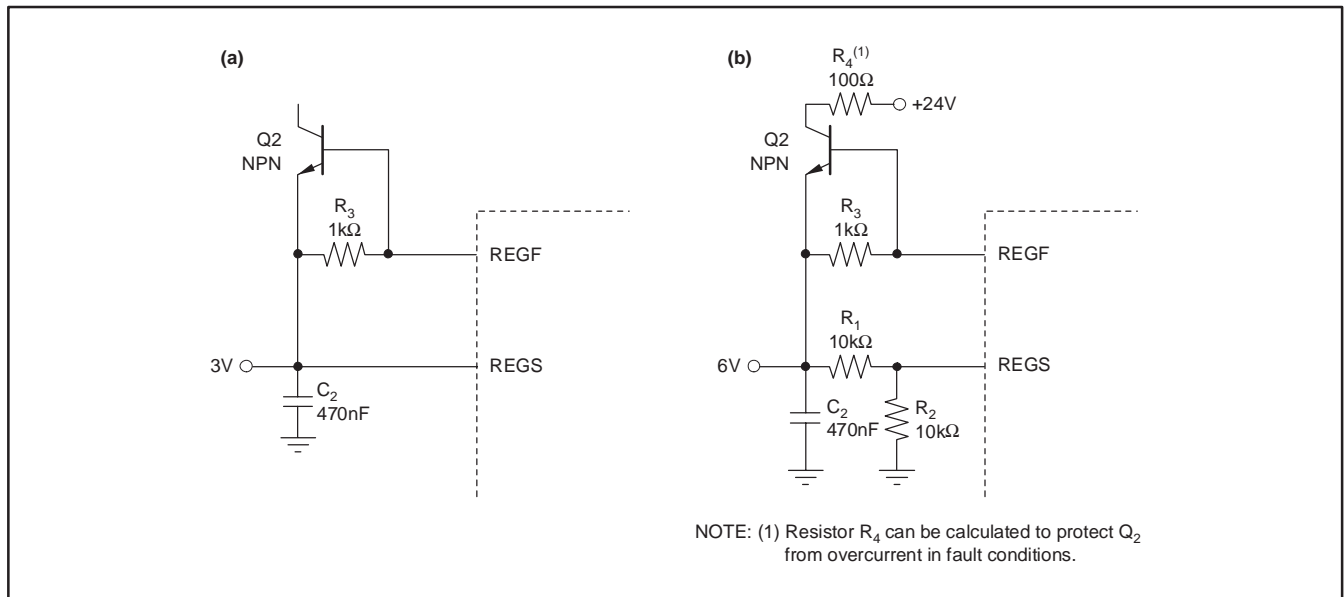 (a)
Q2
NPN
R3
1kΩ
REGF
3V
REGS
C2
470nF
(b)
R4(1)
100Ω
+24V
Q2
NPN
R3
1kΩ
REGF
R1
10kΩ
6V
REGS
C2
470nF
R2
10kΩ
NOTE: (1) Resistor R4 can be calculated to protect Q2
from overcurrent in fault conditions.